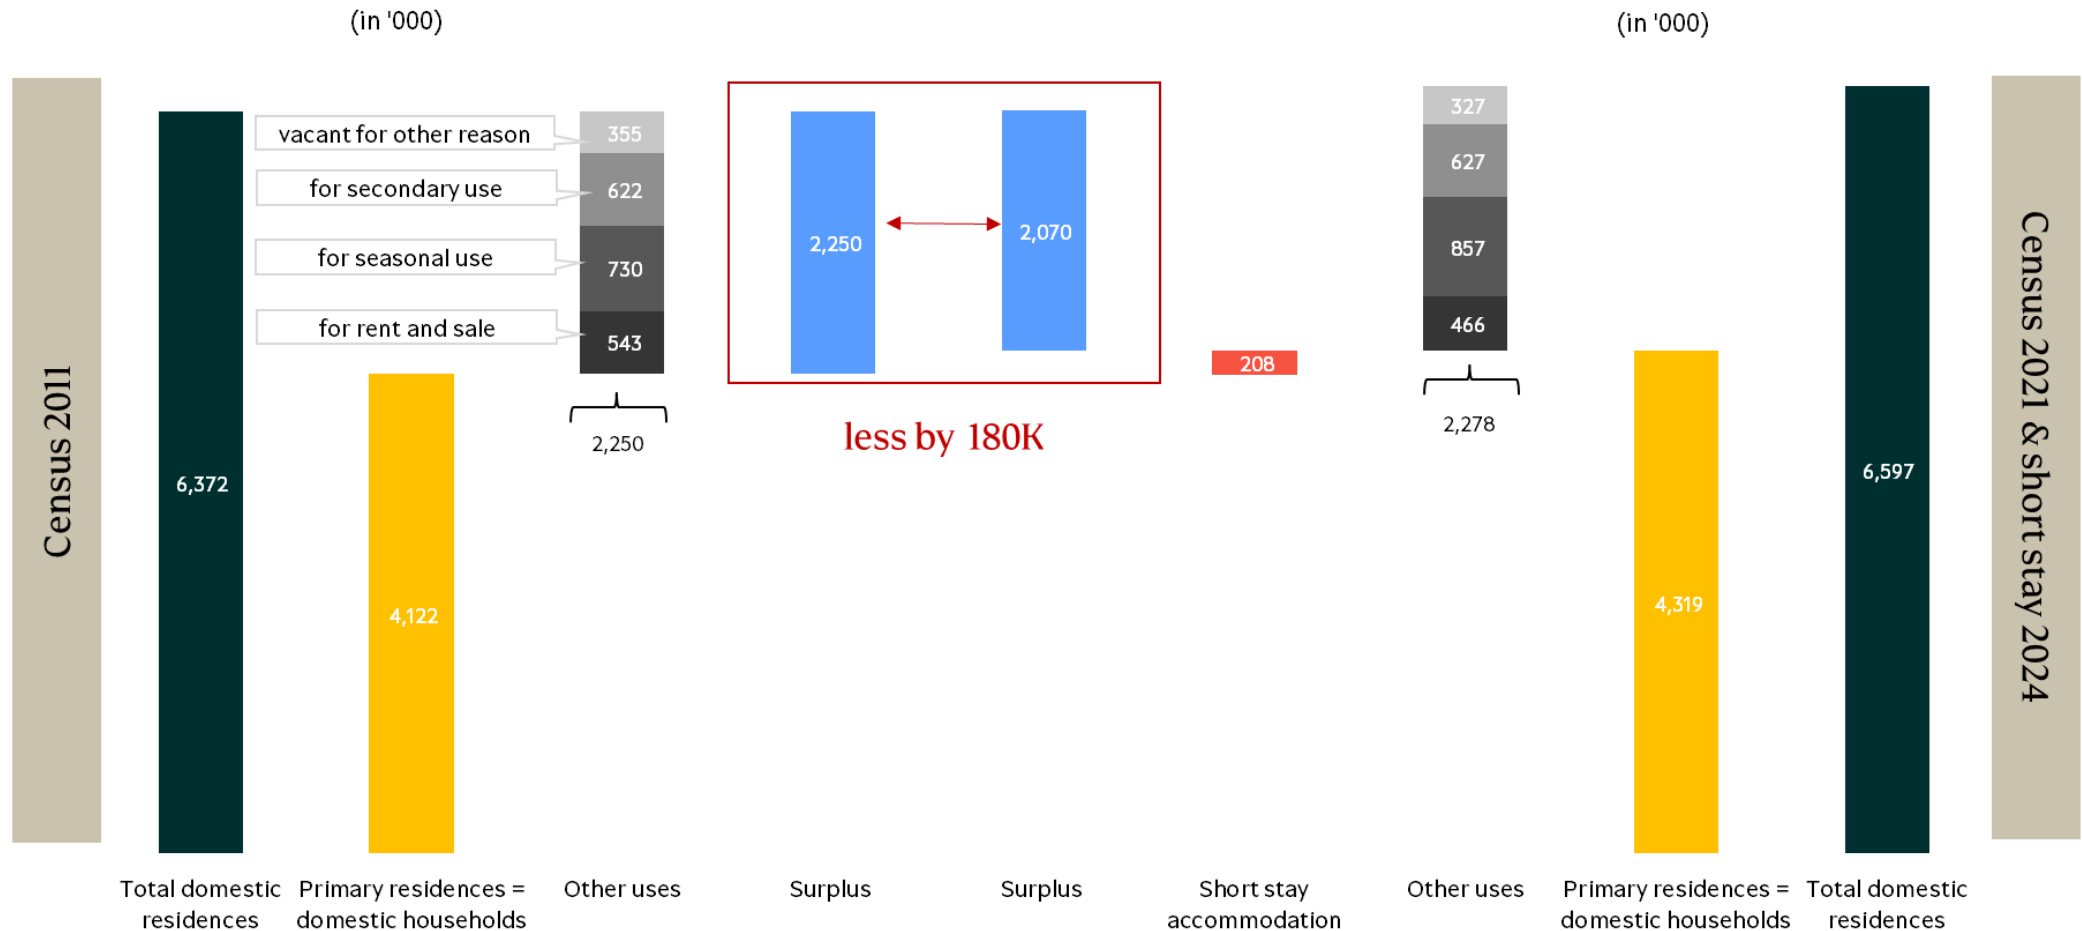 (in '000)
(in '000)
Census 2011
6,372
4,122
vacant for other reason
for secondary use
for seasonal use
for rent and sale
355
622
730
543
2,250
2,250
2,070
less by 180K
208
327
627
857
466
2,278
4,319
6,597
Census 2021 & short stay 2024
Total domestic
residences
Primary residences =
domestic households
Other uses
Surplus
Surplus
Short stay
accommodation
Other uses
Primary residences =
domestic households
Total domestic
residences